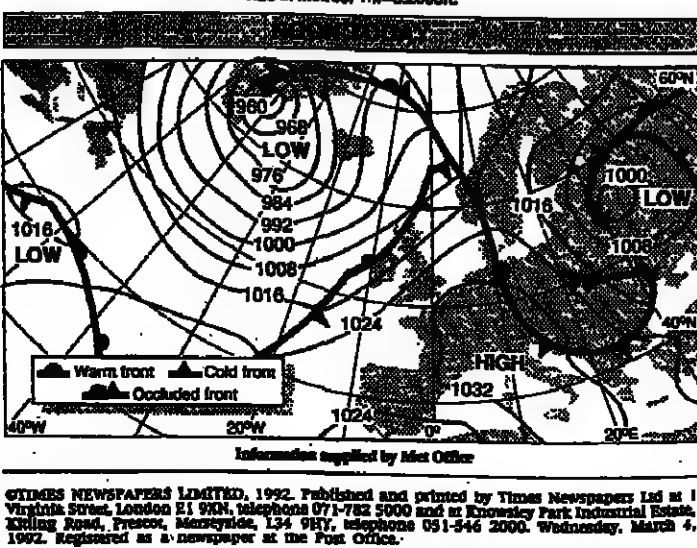 60°N
960
968
LOW
976
984
992
1000
1008
1016
1016
LOW
1024
1016
1000
LOW
1008
40°N
HIGH
1032
1024
Warm front Cold front
Occluded front
40°W 20°W 0° 20°E
Information supplied by Met Office
©TIMES NEWSPAPERS LIMITED, 1992. Published and printed by Times Newspapers Ltd at 1
Virginia Street, London E1 9XN, telephone 071-782 5000 and at Knowsley Park Industrial Estate,
Kitling Road, Prescot, Merseyside, L34 9HY, telephone 051-546 2000. Wednesday, March 4,
1992. Registered as a newspaper at the Post Office.